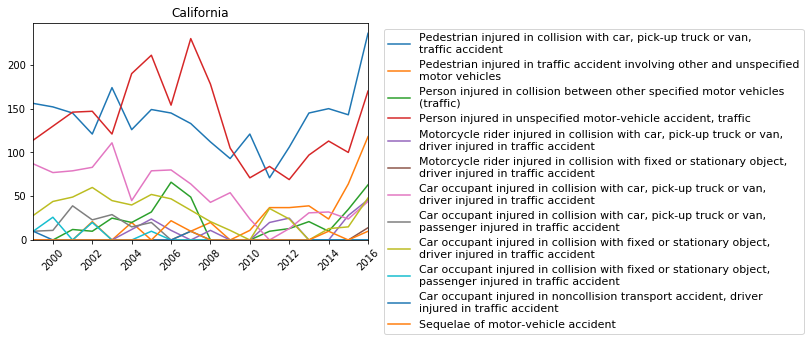 California
200
150
100
50
0
2000
2002
2004
2006
2008
2010
2012
2014
2016
Pedestrian injured in collision with car, pick-up truck or van,
traffic accident
Pedestrian injured in traffic accident involving other and unspecified
motor vehicles
Person injured in collision between other specified motor vehicles
(traffic)
Person injured in unspecified motor-vehicle accident, traffic
Motorcycle rider injured in collision with car, pick-up truck or van,
driver injured in traffic accident
Motorcycle rider injured in collision with fixed or stationary object,
driver injured in traffic accident
Car occupant injured in collision with car, pick-up truck or van,
driver injured in traffic accident
Car occupant injured in collision with car, pick-up truck or van,
passenger injured in traffic accident
Car occupant injured in collision with fixed or stationary object,
driver injured in traffic accident
Car occupant injured in collision with fixed or stationary object,
passenger injured in traffic accident
Car occupant injured in noncollision transport accident, driver
injured in traffic accident
Sequelae of motor-vehicle accident